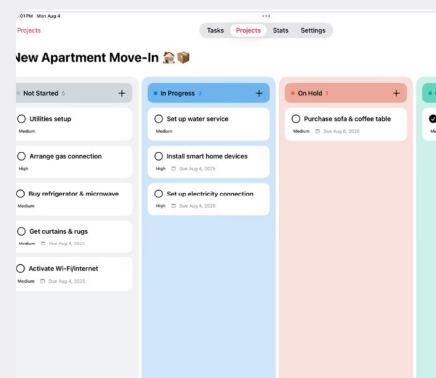 :01 PM Mon Aug 4
Projects
Tasks Projects Stats Settings
New Apartment Move-In 🏠📦
Not Started 5 +
Utilities setup
Medium
Arrange gas connection
High
Buy refrigerator & microwave
Medium
Get curtains & rugs
Medium Due Aug 4, 2025
Activate Wi-Fi/Internet
Medium Due Aug 4, 2025
In Progress 3 +
Set up water service
Medium
Install smart home devices
High Due Aug 4, 2025
Set up electricity connection
High Due Aug 4, 2025
On Hold 1 +
Purchase sofa & coffee table
Medium Due Aug 6, 2025